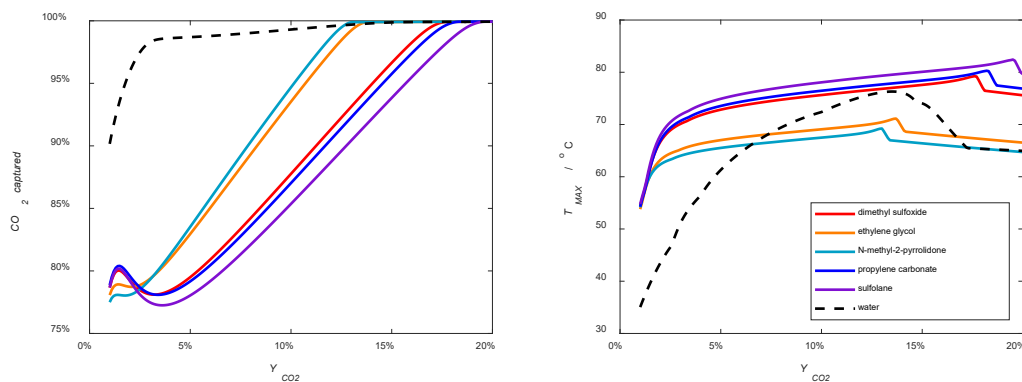 100%
95%
90%
85%
80%
75%
0%
5%
10%
15%
20%
CO 2 captured
Y CO2
90
80
70
60
50
40
30
0%
5%
10%
15%
20%
T MAX / ° C
Y CO2
dimethyl sulfoxide
ethylene glycol
N-methyl-2-pyrrolidone
propylene carbonate
sulfolane
water